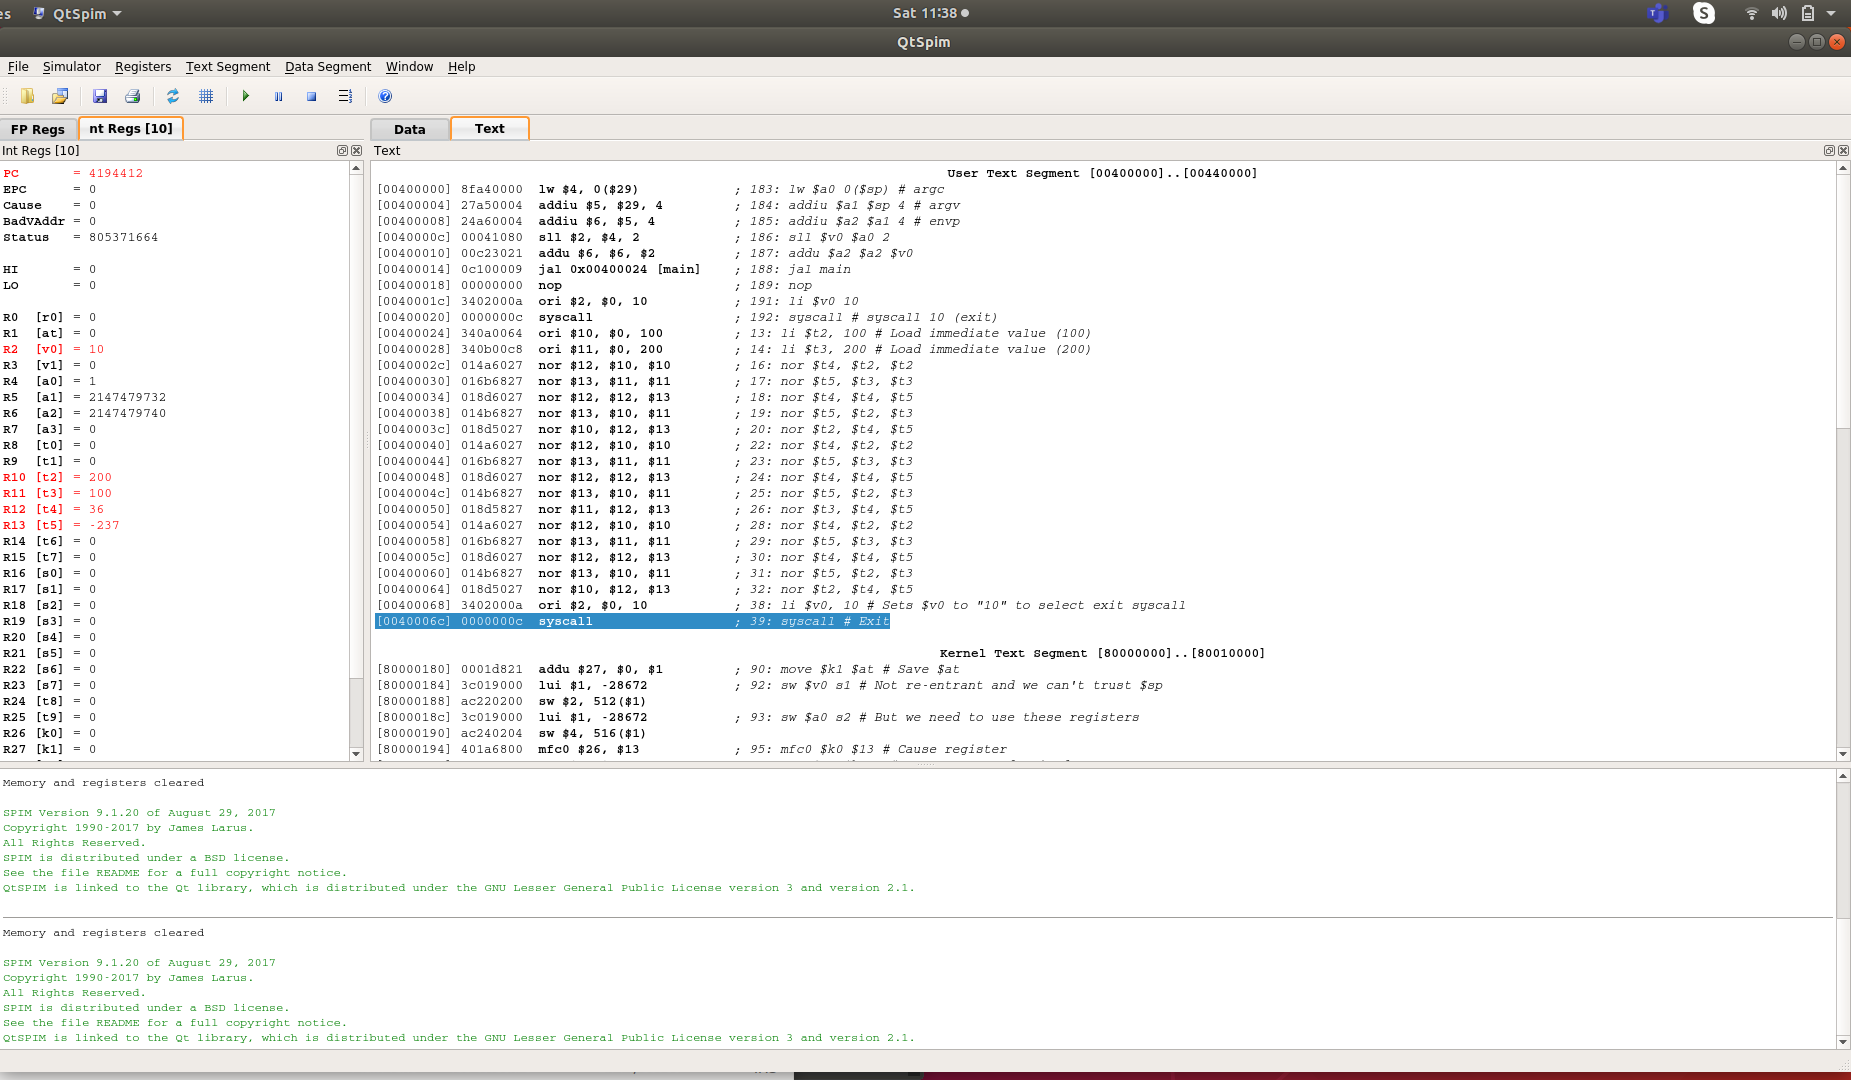 es QtSpim Sat 11:38
QtSpim
File Simulator Registers Text Segment Data Segment Window Help
FP Regs nt Regs [10] Data Text
Int Regs [10] Text
PC = 4194412
EPC = 0
Cause = 0
BadVAddr = 0
Status = 805371664
HI = 0
LO = 0
R0 [r0] = 0
R1 [at] = 0
R2 [v0] = 10
R3 [v1] = 0
R4 [a0] = 1
R5 [a1] = 2147479732
R6 [a2] = 2147479740
R7 [a3] = 0
R8 [t0] = 0
R9 [t1] = 0
R10 [t2] = 200
R11 [t3] = 100
R12 [t4] = 36
R13 [t5] = -237
R14 [t6] = 0
R15 [t7] = 0
R16 [s0] = 0
R17 [s1] = 0
R18 [s2] = 0
R19 [s3] = 0
R20 [s4] = 0
R21 [s5] = 0
R22 [s6] = 0
R23 [s7] = 0
R24 [t8] = 0
R25 [t9] = 0
R26 [k0] = 0
R27 [k1] = 0
User Text Segment [00400000]..[00440000]
[00400000] 8fa40000 lw $4, 0($29) ; 183: lw $a0 0($sp) # argc
[00400004] 27a50004 addiu $5, $29, 4 ; 184: addiu $a1 $sp 4 # argv
[00400008] 24a60004 addiu $6, $5, 4 ; 185: addiu $a2 $a1 4 # envp
[0040000c] 00041080 sll $2, $4, 2 ; 186: sll $v0 $a0 2
[00400010] 00c23021 addu $6, $6, $2 ; 187: addu $a2 $a2 $v0
[00400014] 0c100009 jal 0x00400024 [main] ; 188: jal main
[00400018] 00000000 nop ; 189: nop
[0040001c] 3402000a ori $2, $0, 10 ; 191: li $v0 10
[00400020] 0000000c syscall ; 192: syscall # syscall 10 (exit)
[00400024] 340a0064 ori $10, $0, 100 ; 13: li $t2, 100 # Load immediate value (100)
[00400028] 340b00c8 ori $11, $0, 200 ; 14: li $t3, 200 # Load immediate value (200)
[0040002c] 014a6027 nor $12, $10, $10 ; 16: nor $t4, $t2, $t2
[00400030] 016b6827 nor $13, $11, $11 ; 17: nor $t5, $t3, $t3
[00400034] 018d6027 nor $12, $12, $13 ; 18: nor $t4, $t4, $t5
[00400038] 014b6827 nor $13, $10, $11 ; 19: nor $t5, $t2, $t3
[0040003c] 018d5027 nor $10, $12, $13 ; 20: nor $t2, $t4, $t5
[00400040] 014a6027 nor $12, $10, $10 ; 22: nor $t4, $t2, $t2
[00400044] 016b6827 nor $13, $11, $11 ; 23: nor $t5, $t3, $t3
[00400048] 018d6027 nor $12, $12, $13 ; 24: nor $t4, $t4, $t5
[0040004c] 014b6827 nor $13, $10, $11 ; 25: nor $t5, $t2, $t3
[00400050] 018d5827 nor $11, $12, $13 ; 26: nor $t3, $t4, $t5
[00400054] 014a6027 nor $12, $10, $10 ; 28: nor $t4, $t2, $t2
[00400058] 016b6827 nor $13, $11, $11 ; 29: nor $t5, $t3, $t3
[0040005c] 018d6027 nor $12, $12, $13 ; 30: nor $t4, $t4, $t5
[00400060] 014b6827 nor $13, $10, $11 ; 31: nor $t5, $t2, $t3
[00400064] 018d5027 nor $10, $12, $13 ; 32: nor $t2, $t4, $t5
[00400068] 3402000a ori $2, $0, 10 ; 38: li $v0, 10 # Sets $v0 to "10" to select exit syscall
[0040006c] 0000000c syscall ; 39: syscall # Exit
Kernel Text Segment [80000000]..[80010000]
[80000180] 0001d821 addu $27, $0, $1 ; 90: move $k1 $at # Save $at
[80000184] 3c019000 lui $1, -28672 ; 92: sw $v0 s1 # Not re-entrant and we can't trust $sp
[80000188] ac220200 sw $2, 512($1)
[8000018c] 3c019000 lui $1, -28672 ; 93: sw $a0 s2 # But we need to use these registers
[80000190] ac240204 sw $4, 516($1)
[80000194] 401a6800 mfc0 $26, $13 ; 95: mfc0 $k0 $13 # Cause register
Memory and registers cleared
SPIM Version 9.1.20 of August 29, 2017
Copyright 1990-2017 by James Larus.
All Rights Reserved.
SPIM is distributed under a BSD license.
See the file README for a full copyright notice.
QtSPIM is linked to the Qt library, which is distributed under the GNU Lesser General Public License version 3 and version 2.1.
Memory and registers cleared
SPIM Version 9.1.20 of August 29, 2017
Copyright 1990-2017 by James Larus.
All Rights Reserved.
SPIM is distributed under a BSD license.
See the file README for a full copyright notice.
QtSPIM is linked to the Qt library, which is distributed under the GNU Lesser General Public License version 3 and version 2.1.